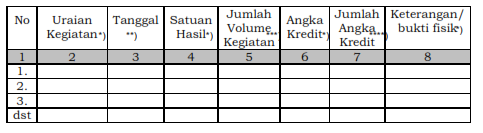 No Uraian Kegiatan*) Tanggal **) Satuan Hasil*) Jumlah Volume Kegiatan***) Angka Kredit*) Jumlah Angka Kredit****) Keterangan/ bukti fisik*)
1 2 3 4 5 6 7 8
1.
2.
3.
dst